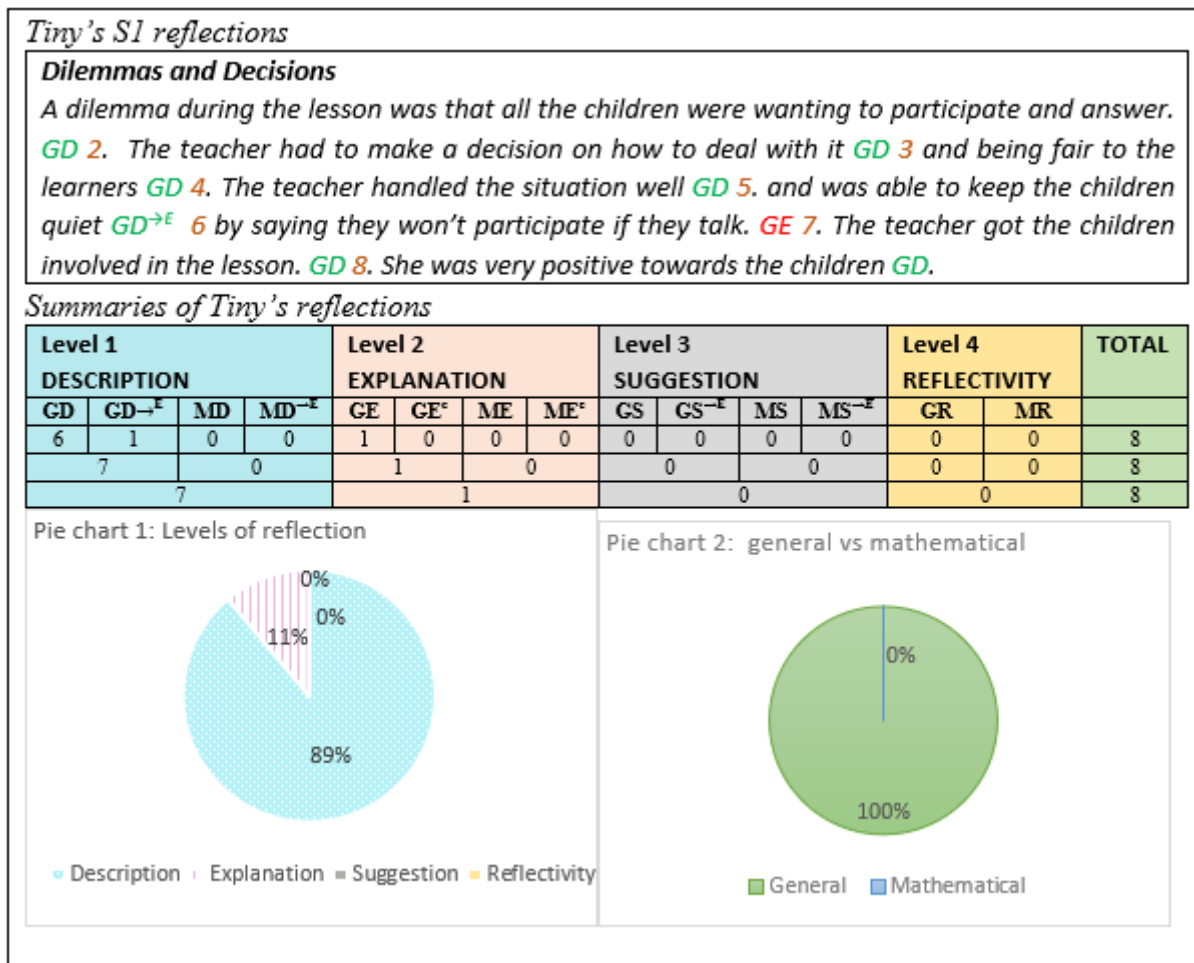 Tiny's S1 reflections
Dilemmas and Decisions
A dilemma during the lesson was that all the children were wanting to participate and answer.
GD 2. The teacher had to make a decision on how to deal with it GD 3 and being fair to the
learners GD 4. The teacher handled the situation well GD 5. and was able to keep the children
quiet GD→E 6 by saying they won't participate if they talk. GE 7. The teacher got the children
involved in the lesson. GD 8. She was very positive towards the children GD.
Summaries of Tiny's reflections
Level 1 Level 2 Level 3 Level 4 TOTAL
DESCRIPTION EXPLANATION SUGGESTION REFLECTIVITY
GD GD→E MD MD→E GE GEᶜ ME MEᶜ GS GS→E MS MS→E GR MR
6 1 0 0 1 0 0 0 0 0 0 0 0 0 8
7 0 1 0 0 0 0 0 8
7 1 0 0 8
Pie chart 1: Levels of reflection
0%
0%
11%
89%
Description Explanation Suggestion Reflectivity
Pie chart 2: general vs mathematical
0%
100%
General Mathematical